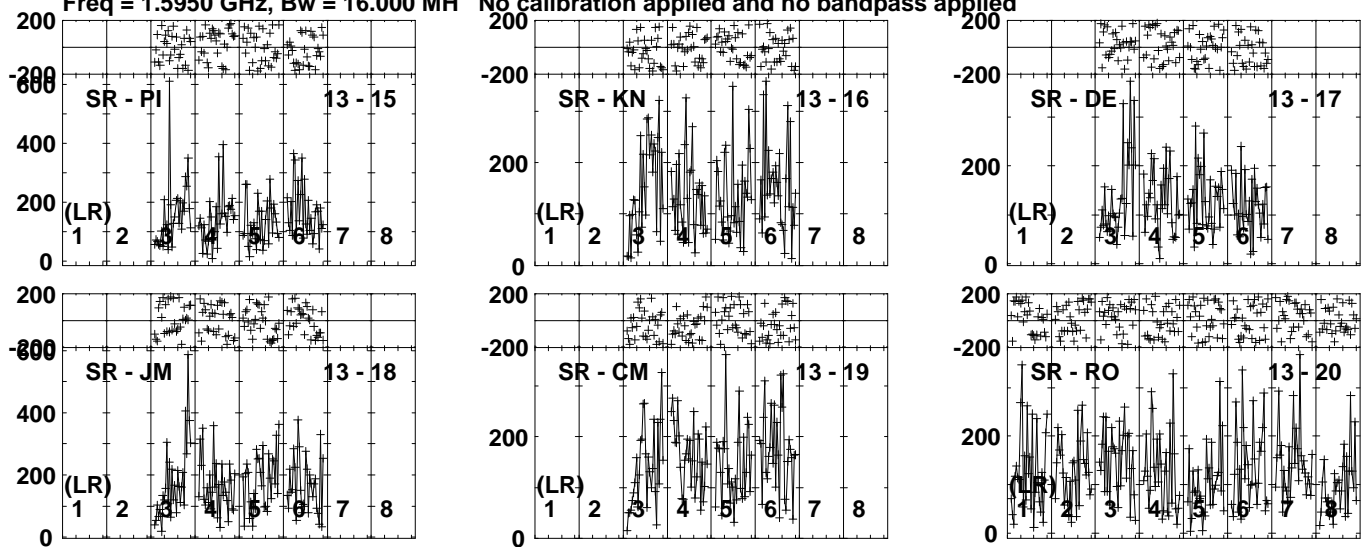 Freq = 1.5950 GHz, Bw = 16.000 MH No calibration applied and no bandpass applied
200
-200
600
400
200
0
SR - PI 13 - 15
(LR)
1 2 3 4 5 6 7 8
200
-200
200
0
SR - KN 13 - 16
1 2 3 4 5 6 7 8
200
-200
200
0
SR - DE 13 - 17
(LR)
1 2 3 4 5 6 7 8
200
-200
600
400
200
0
SR - JM 13 - 18
(LR)
1 2 3 4 5 6 7 8
200
-200
200
0
SR - CM 13 - 19
(LR)
1 2 3 4 5 6 7 8
200
-200
200
0
SR - RO 13 - 20
(LR)
1 2 3 4 5 6 7 8